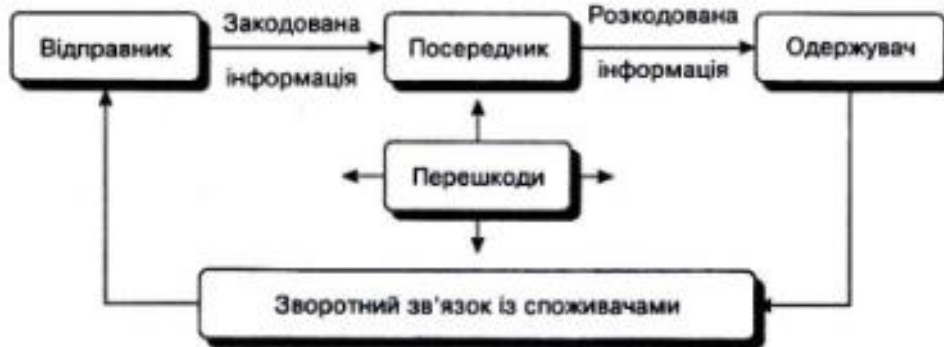 Відправник
Закодована
інформація
Посередник
Розкодована
інформація
Одержувач
Перешкоди
Зворотний зв'язок із споживачами